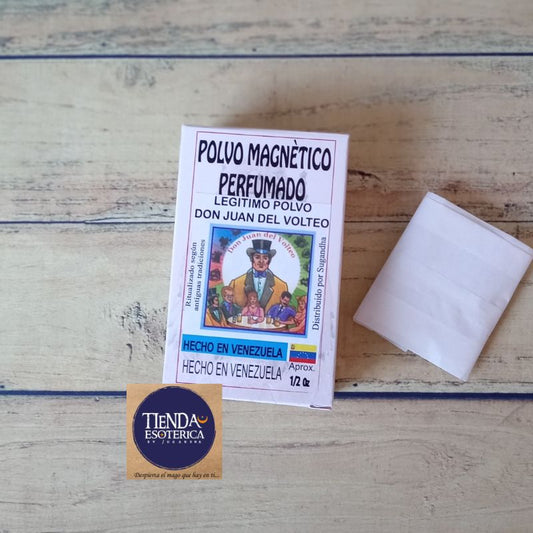 POLVO MAGNÈTICO
PERFUMADO
LEGITIMO POLVO
DON JUAN DEL VOLTEO
Ritualizado según
antiguas tradiciones
Don Juan del Volteo
Distribuido por Sugandha
HECHO EN VENEZUELA
HECHO EN VENEZUELA
Aprox.
1/2 Oz
TIENDA
ESOTERICA
Despierta el mago que hay en ti...